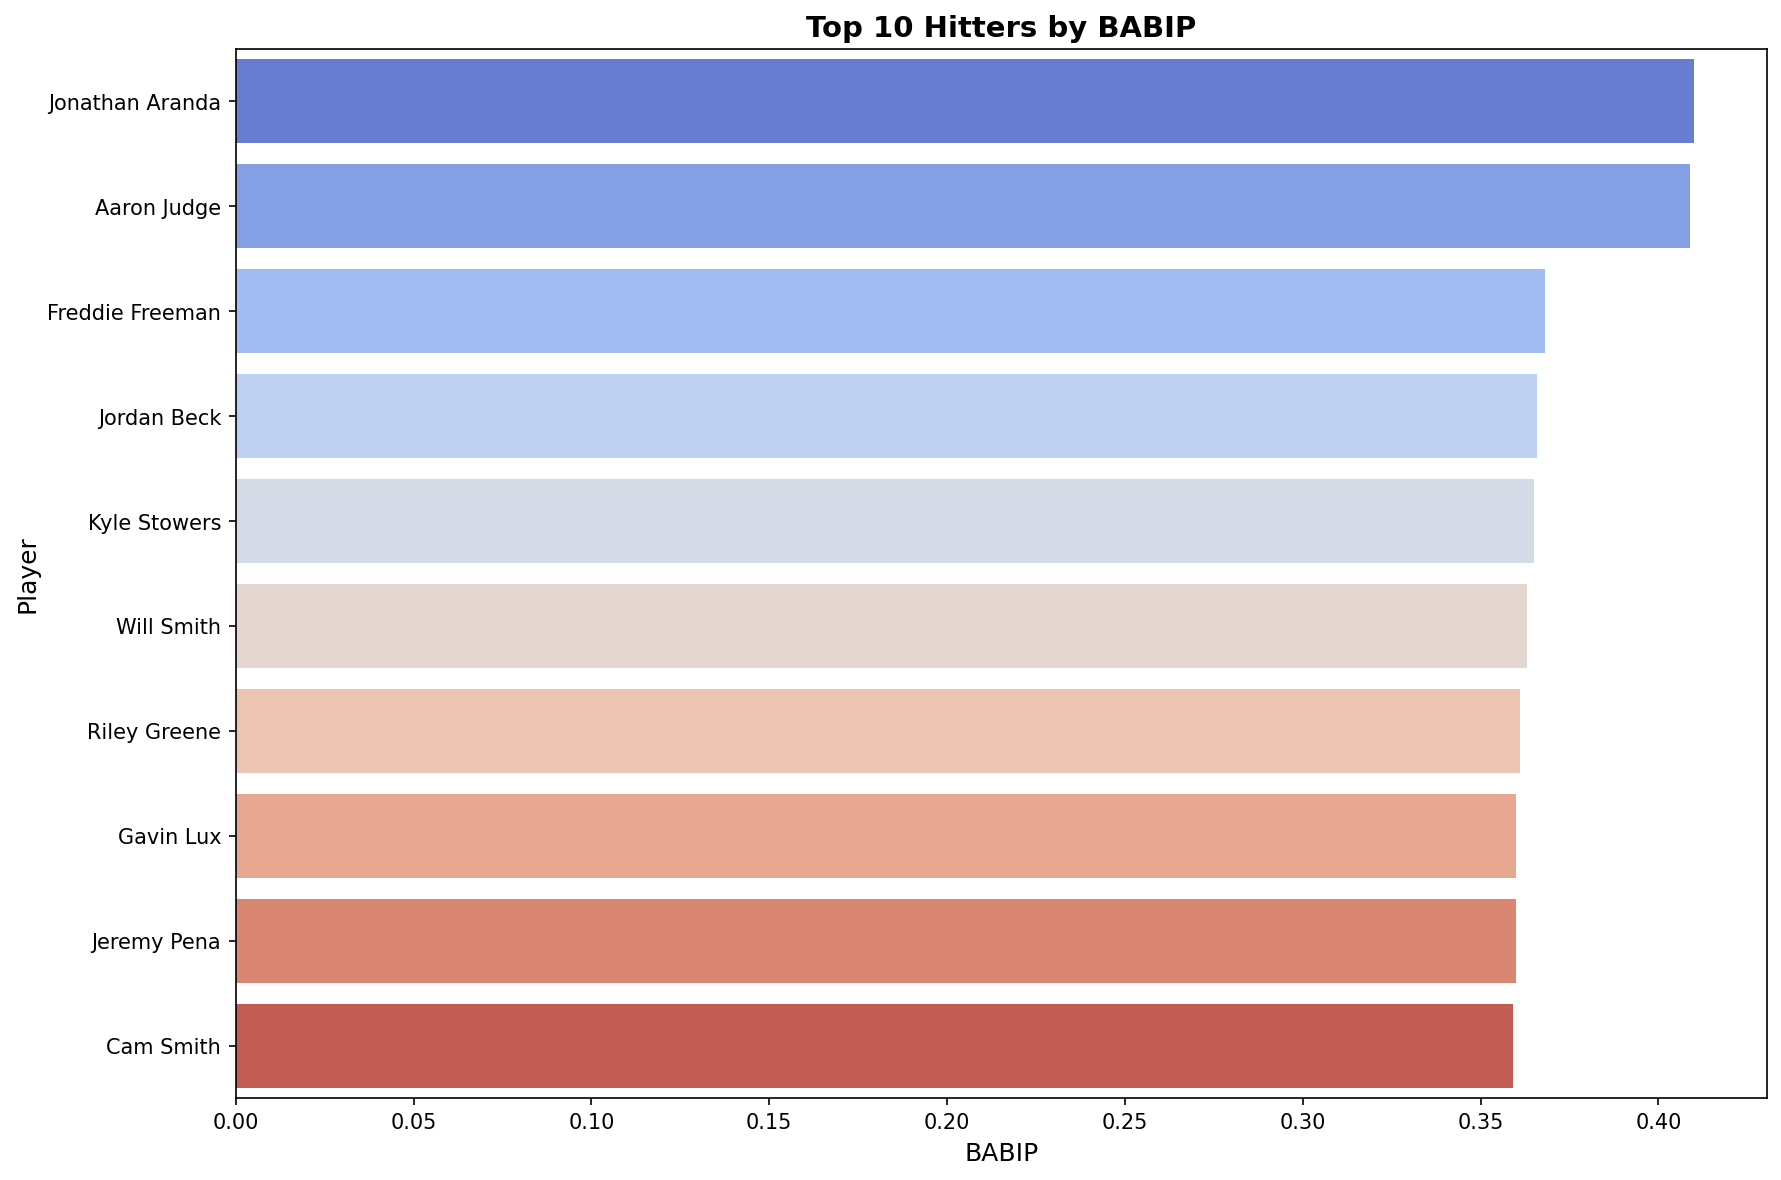 Top 10 Hitters by BABIP
Player
Jonathan Aranda
Aaron Judge
Freddie Freeman
Jordan Beck
Kyle Stowers
Will Smith
Riley Greene
Gavin Lux
Jeremy Pena
Cam Smith
0.00 0.05 0.10 0.15 0.20 0.25 0.30 0.35 0.40
BABIP